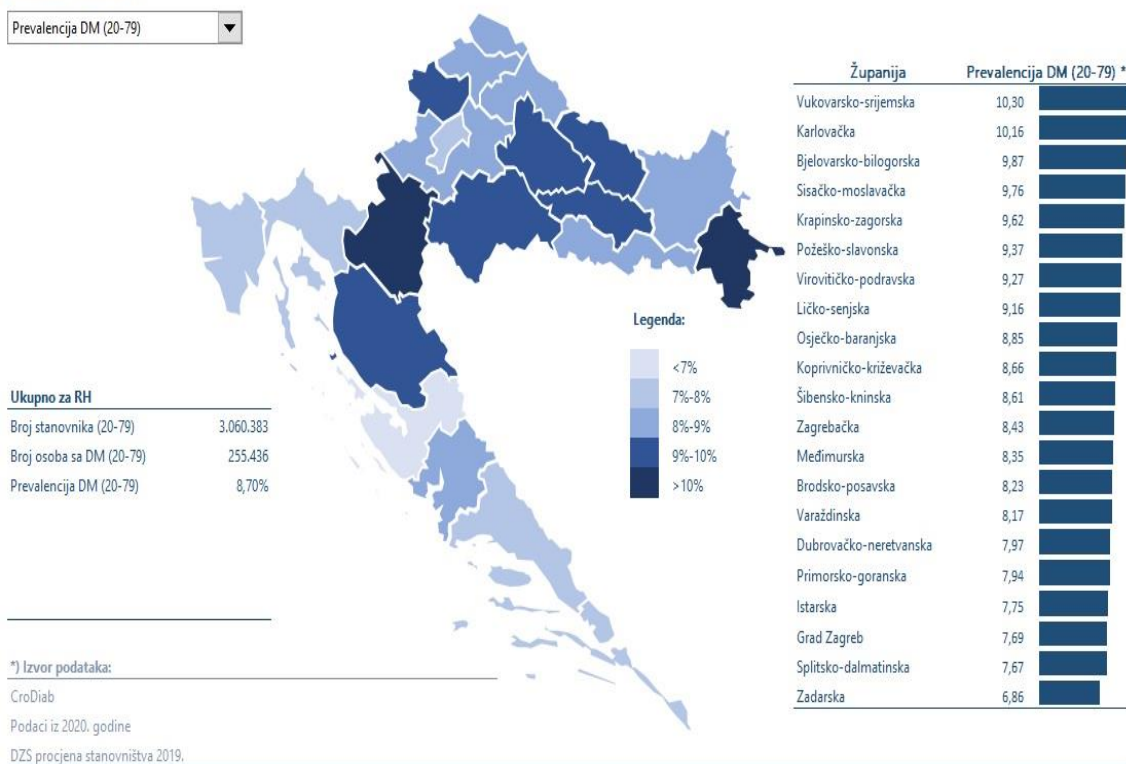 Prevalencija DM (20-79)
Županija Prevalencija DM (20-79) *
Vukovarsko-srijemska 10,30
Karlovačka 10,16
Bjelovarsko-bilogorska 9,87
Sisačko-moslavačka 9,76
Krapinsko-zagorska 9,62
Požeško-slavonska 9,37
Virovitičko-podravska 9,27
Ličko-senjska 9,16
Osječko-baranjska 8,85
Koprivničko-križevačka 8,66
Šibensko-kninska 8,61
Zagrebačka 8,43
Međimurska 8,35
Brodsko-posavska 8,23
Varaždinska 8,17
Dubrovačko-neretvanska 7,97
Primorsko-goranska 7,94
Istarska 7,75
Grad Zagreb 7,69
Splitsko-dalmatinska 7,67
Zadarska 6,86
Legenda:
<7%
7%-8%
8%-9%
9%-10%
>10%
Ukupno za RH
Broj stanovnika (20-79) 3.060.383
Broj osoba sa DM (20-79) 255.436
Prevalencija DM (20-79) 8,70%
*) Izvor podataka:
CroDiab
Podaci iz 2020. godine
DZS procjena stanovništva 2019.